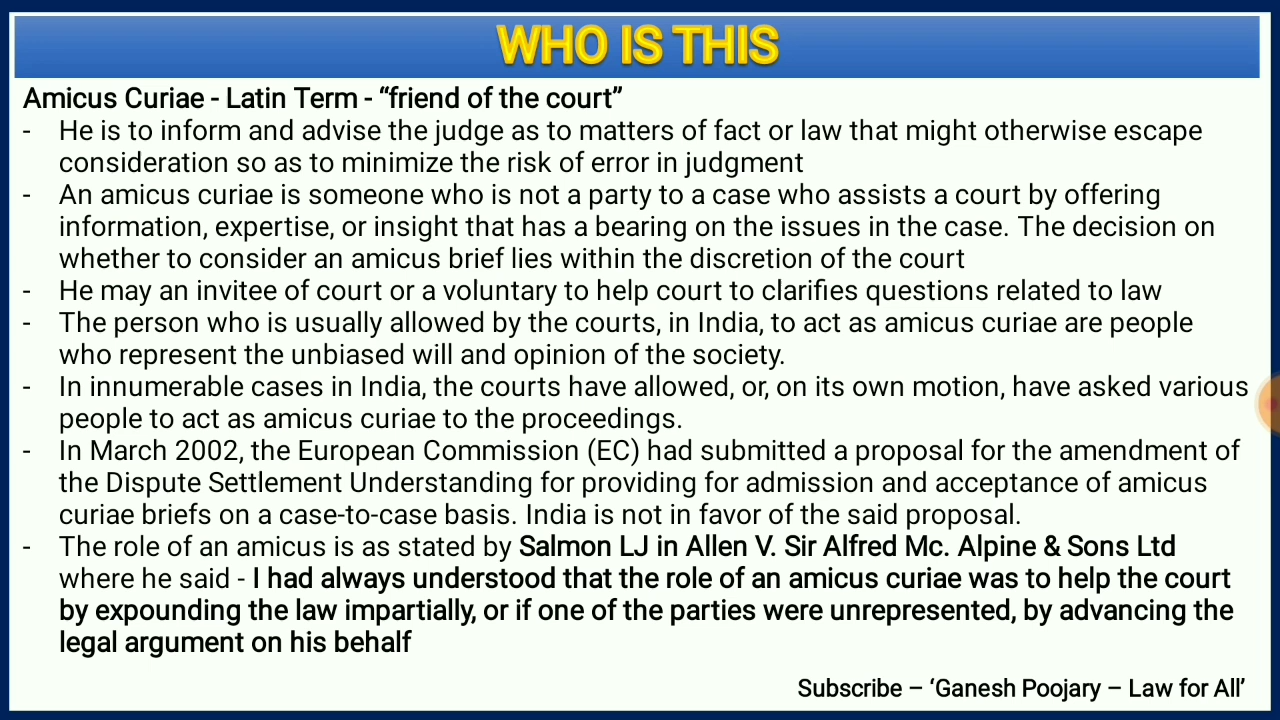 WHO IS THIS
Amicus Curiae - Latin Term - “friend of the court”
- He is to inform and advise the judge as to matters of fact or law that might otherwise escape
consideration so as to minimize the risk of error in judgment
- An amicus curiae is someone who is not a party to a case who assists a court by offering
information, expertise, or insight that has a bearing on the issues in the case. The decision on
whether to consider an amicus brief lies within the discretion of the court
- He may an invitee of court or a voluntary to help court to clarifies questions related to law
- The person who is usually allowed by the courts, in India, to act as amicus curiae are people
who represent the unbiased will and opinion of the society.
- In innumerable cases in India, the courts have allowed, or, on its own motion, have asked various
people to act as amicus curiae to the proceedings.
- In March 2002, the European Commission (EC) had submitted a proposal for the amendment of
the Dispute Settlement Understanding for providing for admission and acceptance of amicus
curiae briefs on a case-to-case basis. India is not in favor of the said proposal.
- The role of an amicus is as stated by Salmon LJ in Allen V. Sir Alfred Mc. Alpine & Sons Ltd
where he said - I had always understood that the role of an amicus curiae was to help the court
by expounding the law impartially, or if one of the parties were unrepresented, by advancing the
legal argument on his behalf
Subscribe – ‘Ganesh Poojary – Law for All’